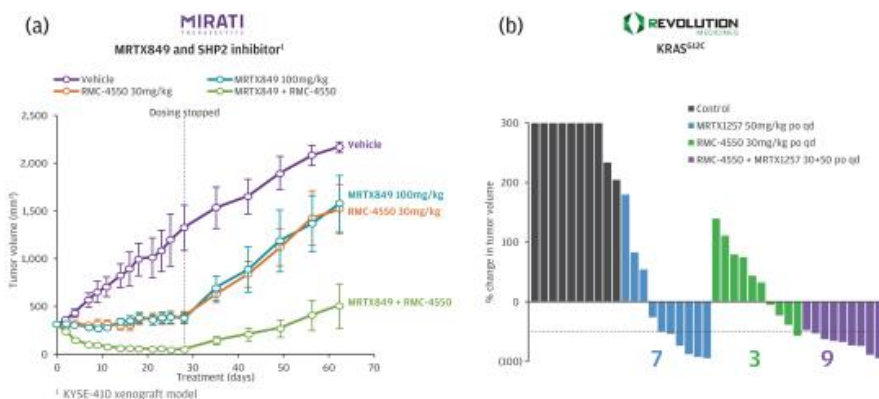 (a)
MIRATI
THERAPEUTICS
MRTX849 and SHP2 inhibitor¹
Vehicle
MRTX849 100mg/kg
RMC-4550 30mg/kg
MRTX849 + RMC-4550
Dosing stopped
2,500
2,000
1,500
1,000
500
0
Tumor volume (mm³)
Vehicle
MRTX849 100mg/kg
RMC-4550 30mg/kg
MRTX849 + RMC-4550
0 10 20 30 40 50 60 70
Treatment (days)
¹ KYSE-410 xenograft model
(b)
REVOLUTION
MEDICINES
KRASᴳ¹²ᶜ
Control
MRTX1257 50mg/kg po qd
RMC-4550 30mg/kg po qd
RMC-4550 + MRTX1257 30+50 po qd
300
200
100
0
(100)
% change in tumor volume
7 3 9